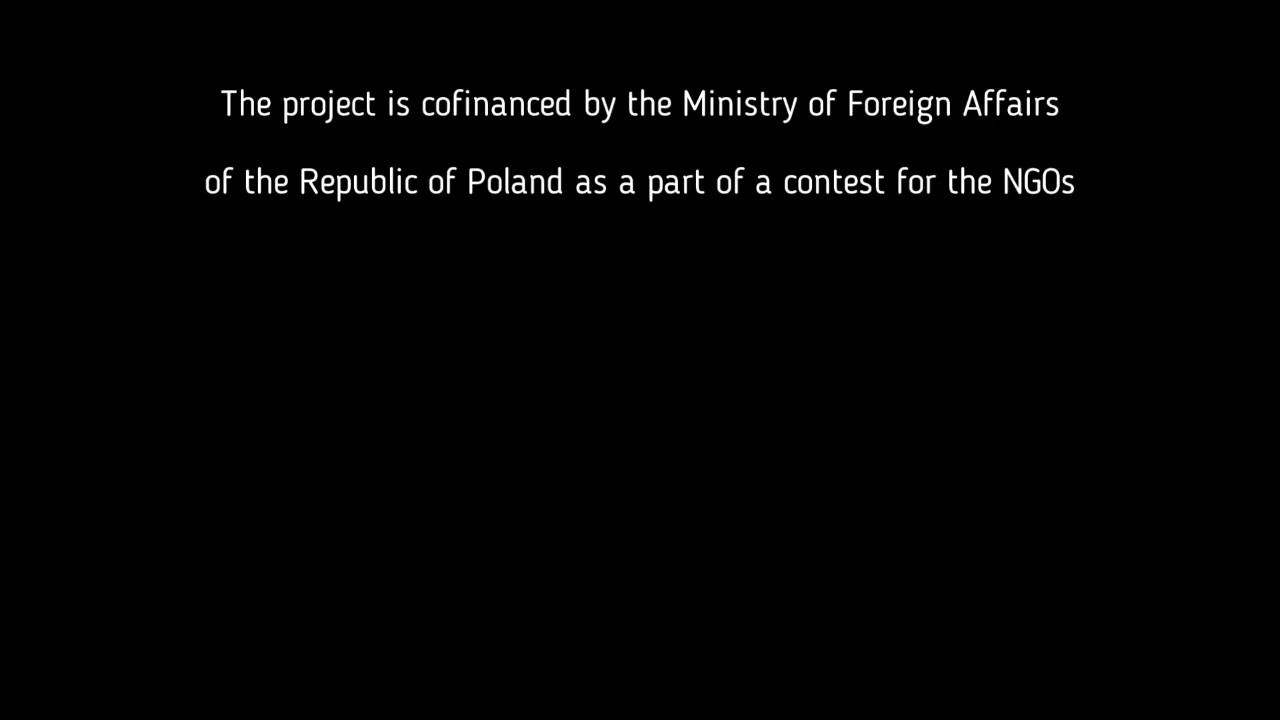 The project is cofinanced by the Ministry of Foreign Affairs
of the Republic of Poland as a part of a contest for the NGOs